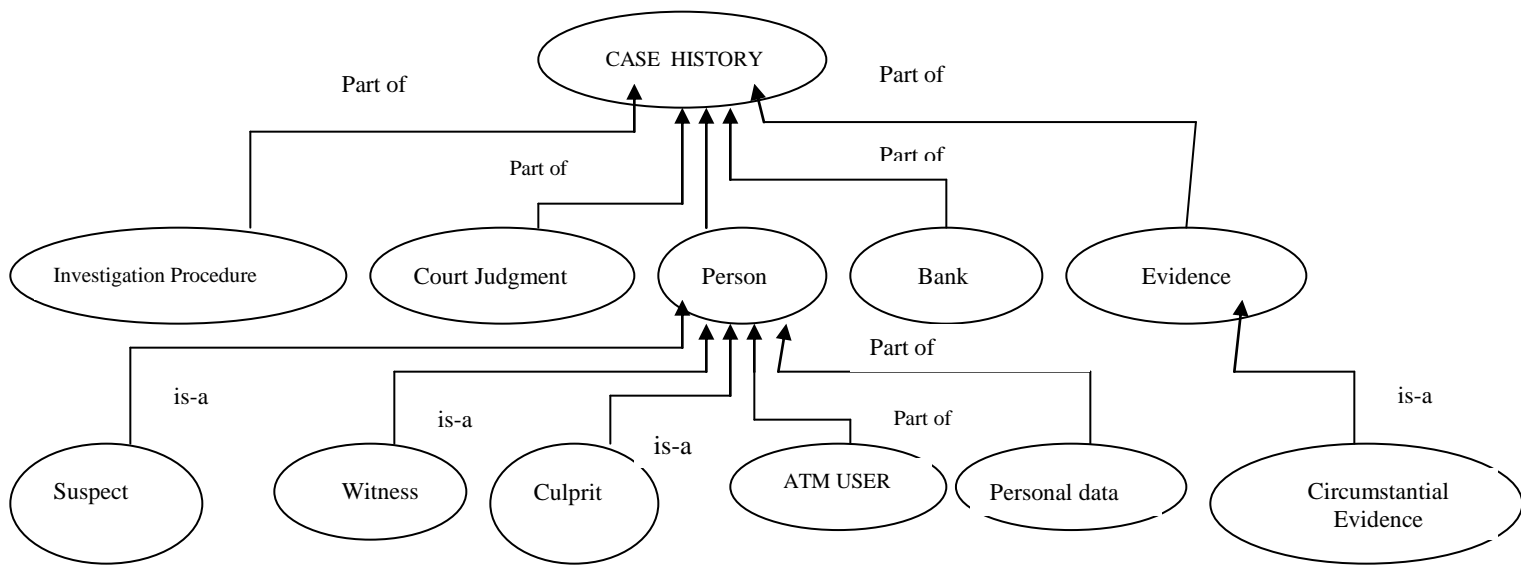 CASE HISTORY
Part of
Part of
Part of
Part of
Investigation Procedure
Court Judgment
Person
Bank
Evidence
Part of
is-a
is-a
is-a
Part of
is-a
Suspect
Witness
Culprit
ATM USER
Personal data
Circumstantial
Evidence